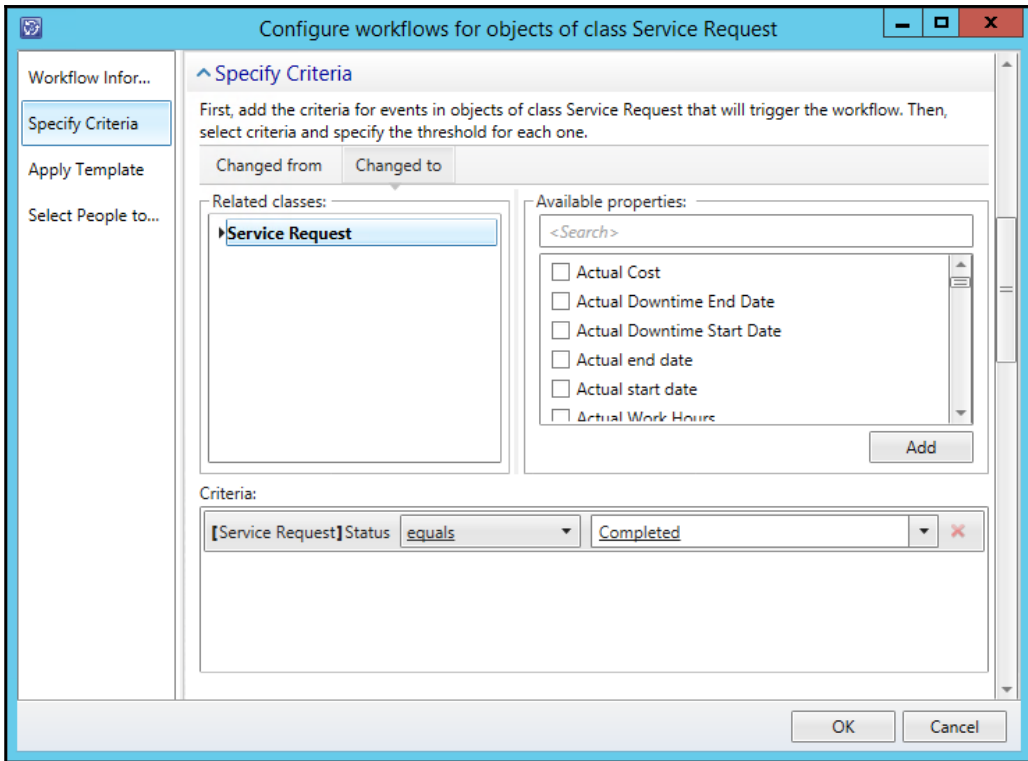 Configure workflows for objects of class Service Request
Workflow Infor...
Specify Criteria
Apply Template
Select People to...
Specify Criteria
First, add the criteria for events in objects of class Service Request that will trigger the workflow. Then,
select criteria and specify the threshold for each one.
Changed from Changed to
Related classes:
Service Request
Available properties:
<Search>
Actual Cost
Actual Downtime End Date
Actual Downtime Start Date
Actual end date
Actual start date
Actual Work Hours
Add
Criteria:
[Service Request]Status equals Completed
OK Cancel